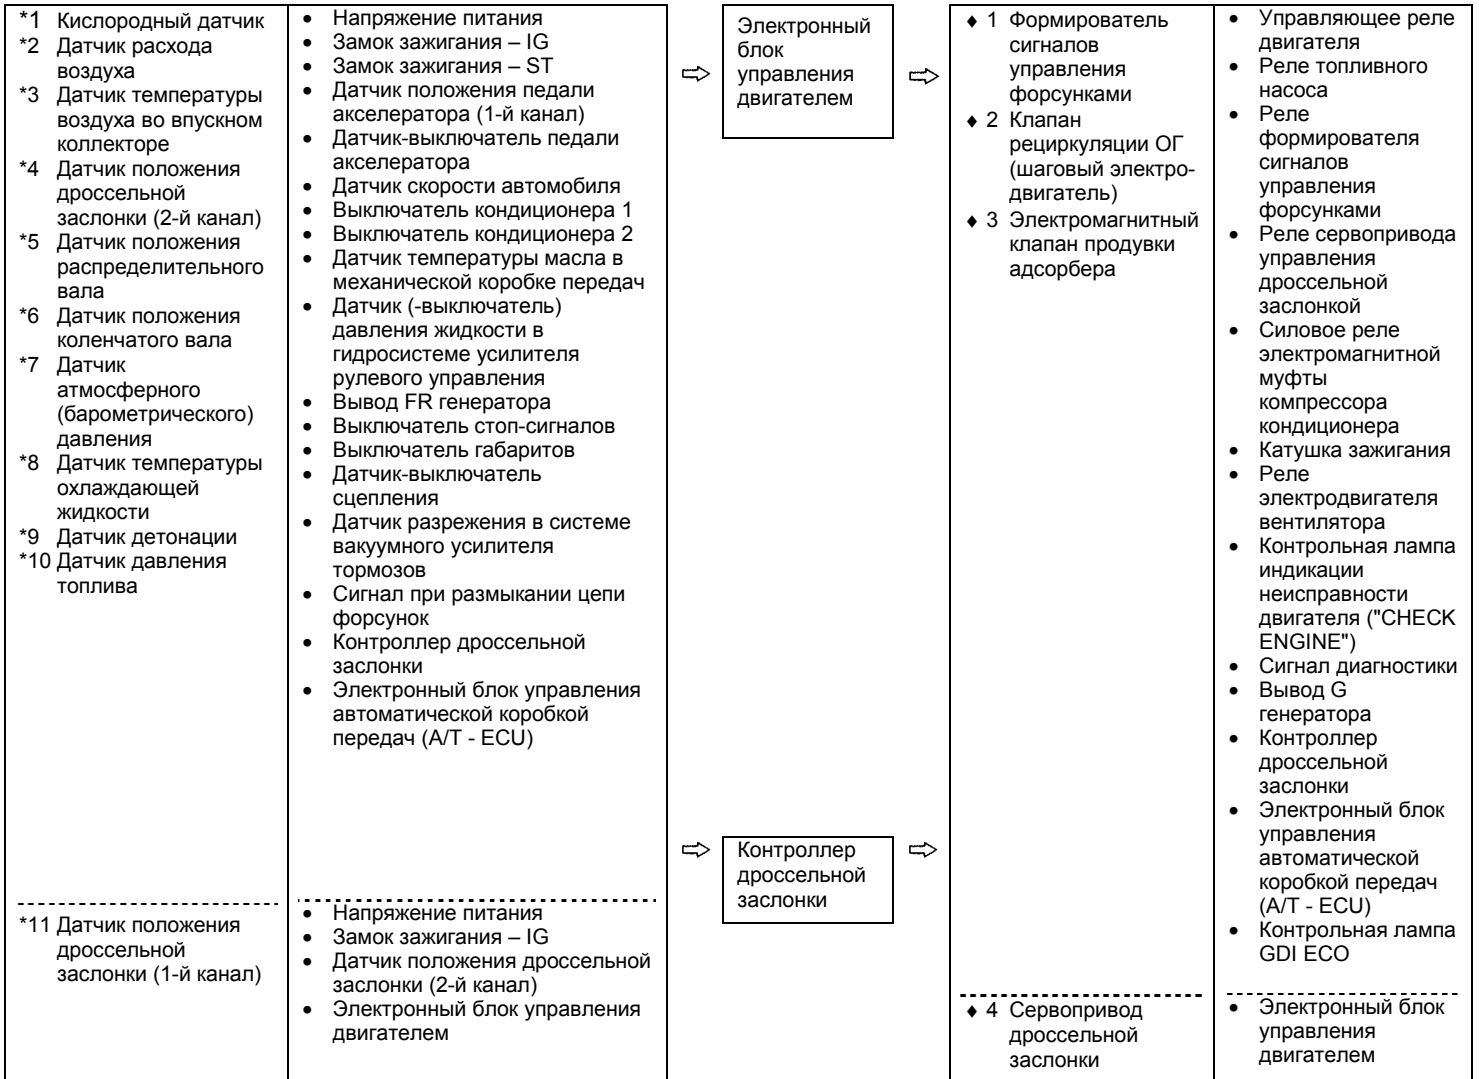 *1 Кислородный датчик
*2 Датчик расхода
воздуха
*3 Датчик температуры
воздуха во впускном
коллекторе
*4 Датчик положения
дроссельной
заслонки (2-й канал)
*5 Датчик положения
распределительного
вала
*6 Датчик положения
коленчатого вала
*7 Датчик
атмосферного
(барометрического)
давления
*8 Датчик температуры
охлаждающей
жидкости
*9 Датчик детонации
*10 Датчик давления
топлива
*11 Датчик положения
дроссельной
заслонки (1-й канал)
• Напряжение питания
• Замок зажигания – IG
• Замок зажигания – ST
• Датчик положения педали
акселератора (1-й канал)
• Датчик-выключатель педали
акселератора
• Датчик скорости автомобиля
• Выключатель кондиционера 1
• Выключатель кондиционера 2
• Датчик температуры масла в
механической коробке передач
• Датчик (-выключатель)
давления жидкости в
гидросистеме усилителя
рулевого управления
• Вывод FR генератора
• Выключатель стоп-сигналов
• Выключатель габаритов
• Датчик-выключатель
сцепления
• Датчик разрежения в системе
вакуумного усилителя
тормозов
• Сигнал при размыкании цепи
форсунок
• Контроллер дроссельной
заслонки
• Электронный блок управления
автоматической коробкой
передач (A/T - ECU)
• Напряжение питания
• Замок зажигания – IG
• Датчик положения дроссельной
заслонки (2-й канал)
• Электронный блок управления
двигателем
⇨
Электронный
блок
управления
двигателем
⇨
⇨
Контроллер
дроссельной
заслонки
⇨
♦ 1 Формирователь
сигналов
управления
форсунками
♦ 2 Клапан
рециркуляции ОГ
(шаговый электро-
двигатель)
♦ 3 Электромагнитный
клапан продувки
адсорбера
♦ 4 Сервопривод
дроссельной
заслонки
• Управляющее реле
двигателя
• Реле топливного
насоса
• Реле
формирователя
сигналов
управления
форсунками
• Реле сервопривода
управления
дроссельной
заслонкой
• Силовое реле
электромагнитной
муфты
компрессора
кондиционера
• Катушка зажигания
• Реле
электродвигателя
вентилятора
• Контрольная лампа
индикации
неисправности
двигателя ("CHECK
ENGINE")
• Сигнал диагностики
• Вывод G
генератора
• Контроллер
дроссельной
заслонки
• Электронный блок
управления
автоматической
коробкой передач
(A/T - ECU)
• Контрольная лампа
GDI ECO
• Электронный блок
управления
двигателем